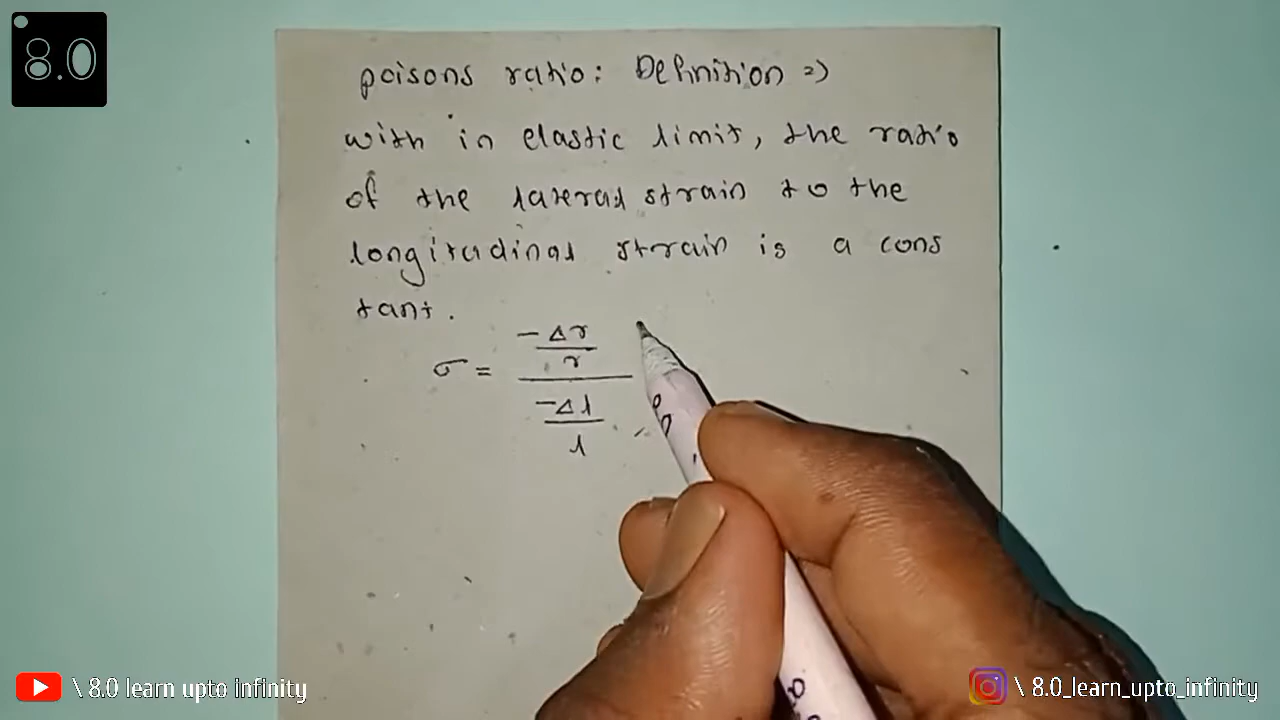 8.0
poisons ratio: Definition =>
with in elastic limit, the ratio
of the lateral strain to the
longitudinal strain is a cons
tant.
σ = (-Δr/r)/(-Δl/l)
\ 8.0 learn upto infinity
\ 8.0_learn_upto_infinity